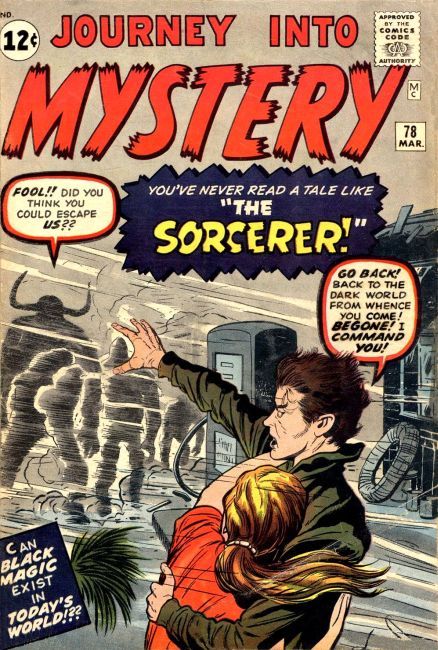 IND.
12¢
JOURNEY INTO
MYSTERY
APPROVED
BY THE
COMICS
CODE
AUTHORITY
MC
78
MAR.
FOOL!! DID YOU
THINK YOU
COULD ESCAPE
US??
YOU'VE NEVER READ A TALE LIKE
"THE
SORCERER!"
GO BACK!
BACK TO THE
DARK WORLD
FROM WHENCE
YOU COME!
BEGONE! I
COMMAND
YOU!
CAN
BLACK
MAGIC
EXIST
IN
TODAY'S
WORLD!??